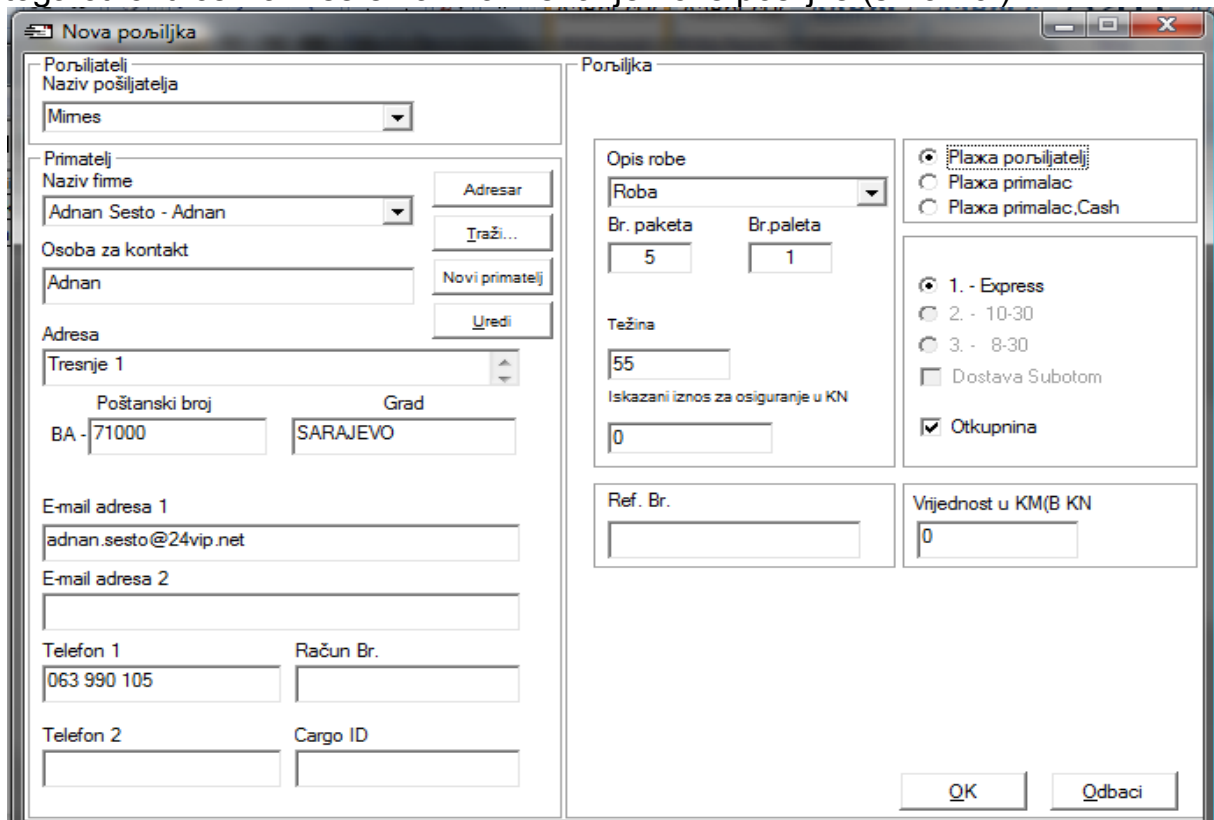 Nova poљiljka
Poљiljatelj
Naziv pošiljatelja
Mirnes
Primatelj
Naziv firme
Adnan Sesto - Adnan
Adresar
Traži...
Osoba za kontakt
Adnan
Novi primatelj
Uredi
Adresa
Tresnje 1
Poštanski broj Grad
BA - 71000 SARAJEVO
E-mail adresa 1
adnan.sesto@24vip.net
E-mail adresa 2
Telefon 1 Račun Br.
063 990 105
Telefon 2 Cargo ID
Poљiljka
Opis robe
Roba
Br. paketa Br.paleta
5 1
Težina
55
Iskazani iznos za osiguranje u KN
0
Plaжa poљiljatelj
Plaжa primalac
Plaжa primalac,Cash
1. - Express
2. - 10-30
3. - 8-30
Dostava Subotom
Otkupnina
Ref. Br.
Vrijednost u KM(B KN
0
OK Odbaci